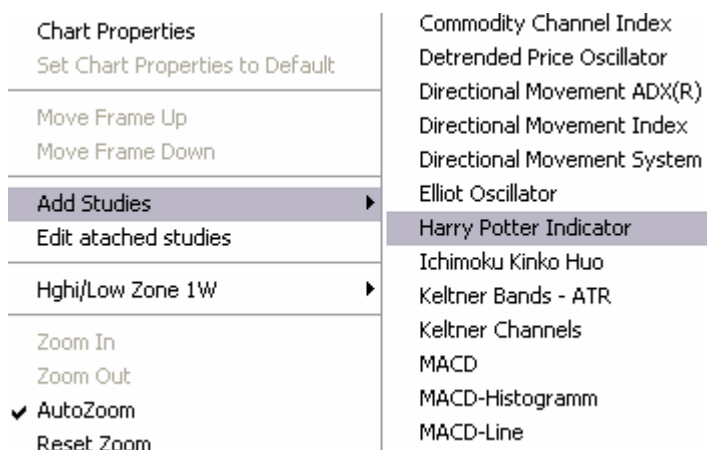 Chart Properties
Set Chart Properties to Default
Move Frame Up
Move Frame Down
Add Studies
Edit atached studies
Hghi/Low Zone 1W
Zoom In
Zoom Out
AutoZoom
Reset Zoom
Commodity Channel Index
Detrended Price Oscillator
Directional Movement ADX(R)
Directional Movement Index
Directional Movement System
Elliot Oscillator
Harry Potter Indicator
Ichimoku Kinko Huo
Keltner Bands - ATR
Keltner Channels
MACD
MACD-Histogramm
MACD-Line